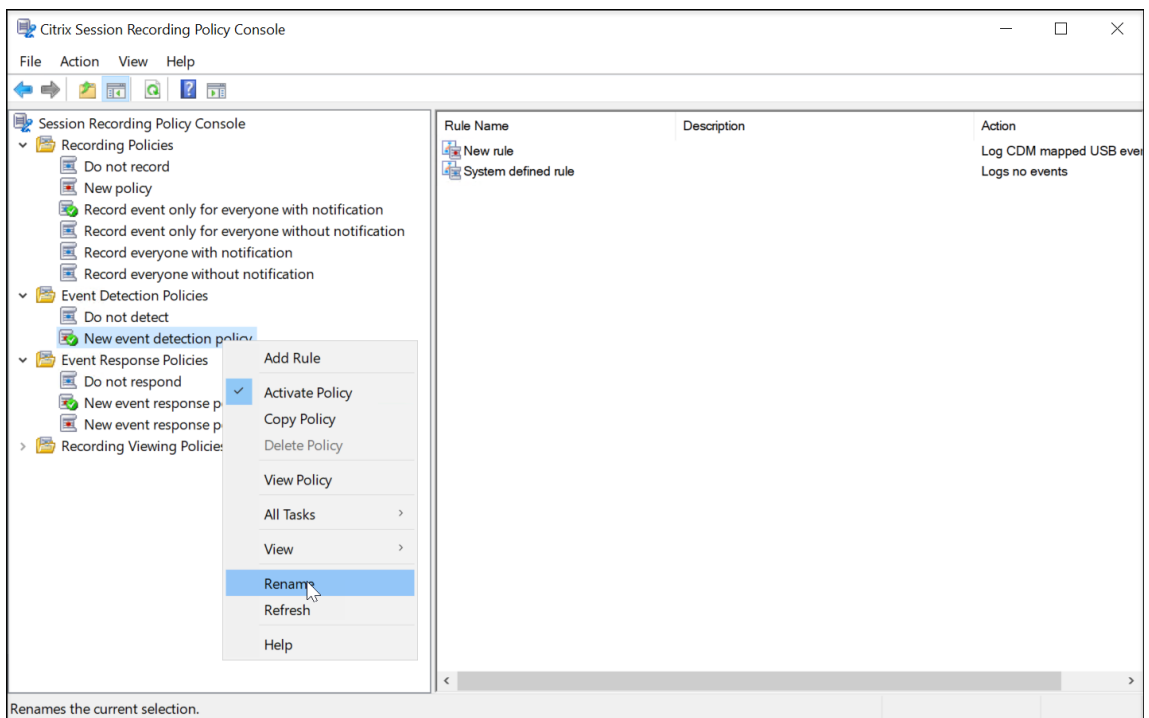 Citrix Session Recording Policy Console
File Action View Help
Session Recording Policy Console
Recording Policies
Do not record
New policy
Record event only for everyone with notification
Record event only for everyone without notification
Record everyone with notification
Record everyone without notification
Event Detection Policies
Do not detect
New event detection policy
Event Response Policies
Do not respond
New event response p
New event response p
Recording Viewing Policies
Add Rule
Activate Policy
Copy Policy
Delete Policy
View Policy
All Tasks
View
Rename
Refresh
Help
Rule Name Description Action
New rule Log CDM mapped USB eve
System defined rule Logs no events
Renames the current selection.